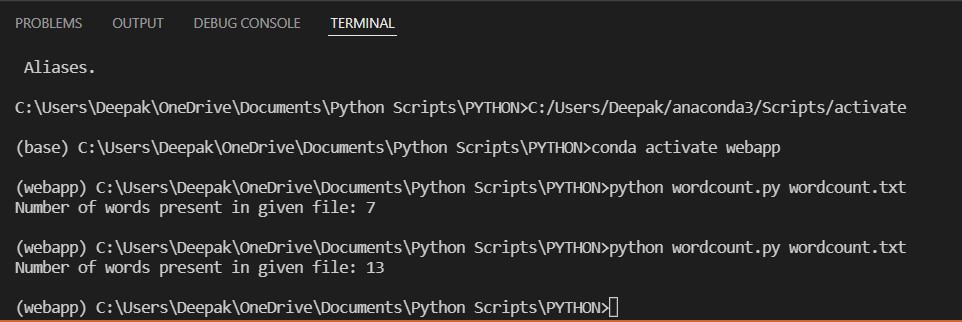 PROBLEMS OUTPUT DEBUG CONSOLE TERMINAL
Aliases.
C:\Users\Deepak\OneDrive\Documents\Python Scripts\PYTHON>C:/Users/Deepak/anaconda3/Scripts/activate
(base) C:\Users\Deepak\OneDrive\Documents\Python Scripts\PYTHON>conda activate webapp
(webapp) C:\Users\Deepak\OneDrive\Documents\Python Scripts\PYTHON>python wordcount.py wordcount.txt
Number of words present in given file: 7
(webapp) C:\Users\Deepak\OneDrive\Documents\Python Scripts\PYTHON>python wordcount.py wordcount.txt
Number of words present in given file: 13
(webapp) C:\Users\Deepak\OneDrive\Documents\Python Scripts\PYTHON>